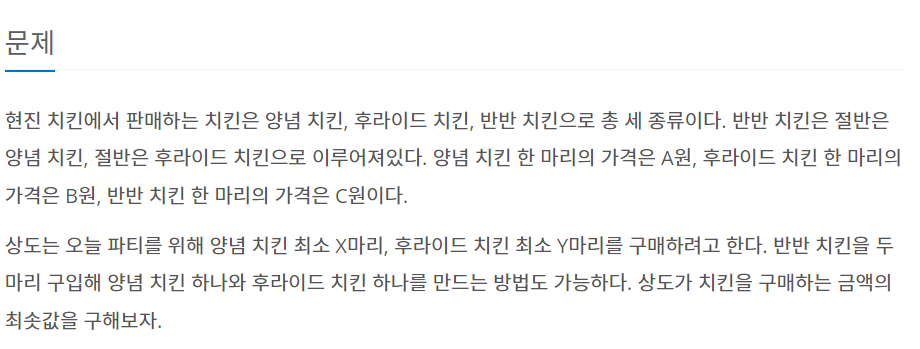 문제
현진 치킨에서 판매하는 치킨은 양념 치킨, 후라이드 치킨, 반반 치킨으로 총 세 종류이다. 반반 치킨은 절반은
양념 치킨, 절반은 후라이드 치킨으로 이루어져있다. 양념 치킨 한 마리의 가격은 A원, 후라이드 치킨 한 마리의
가격은 B원, 반반 치킨 한 마리의 가격은 C원이다.
상도는 오늘 파티를 위해 양념 치킨 최소 X마리, 후라이드 치킨 최소 Y마리를 구매하려고 한다. 반반 치킨을 두
마리 구입해 양념 치킨 하나와 후라이드 치킨 하나를 만드는 방법도 가능하다. 상도가 치킨을 구매하는 금액의
최솟값을 구해보자.